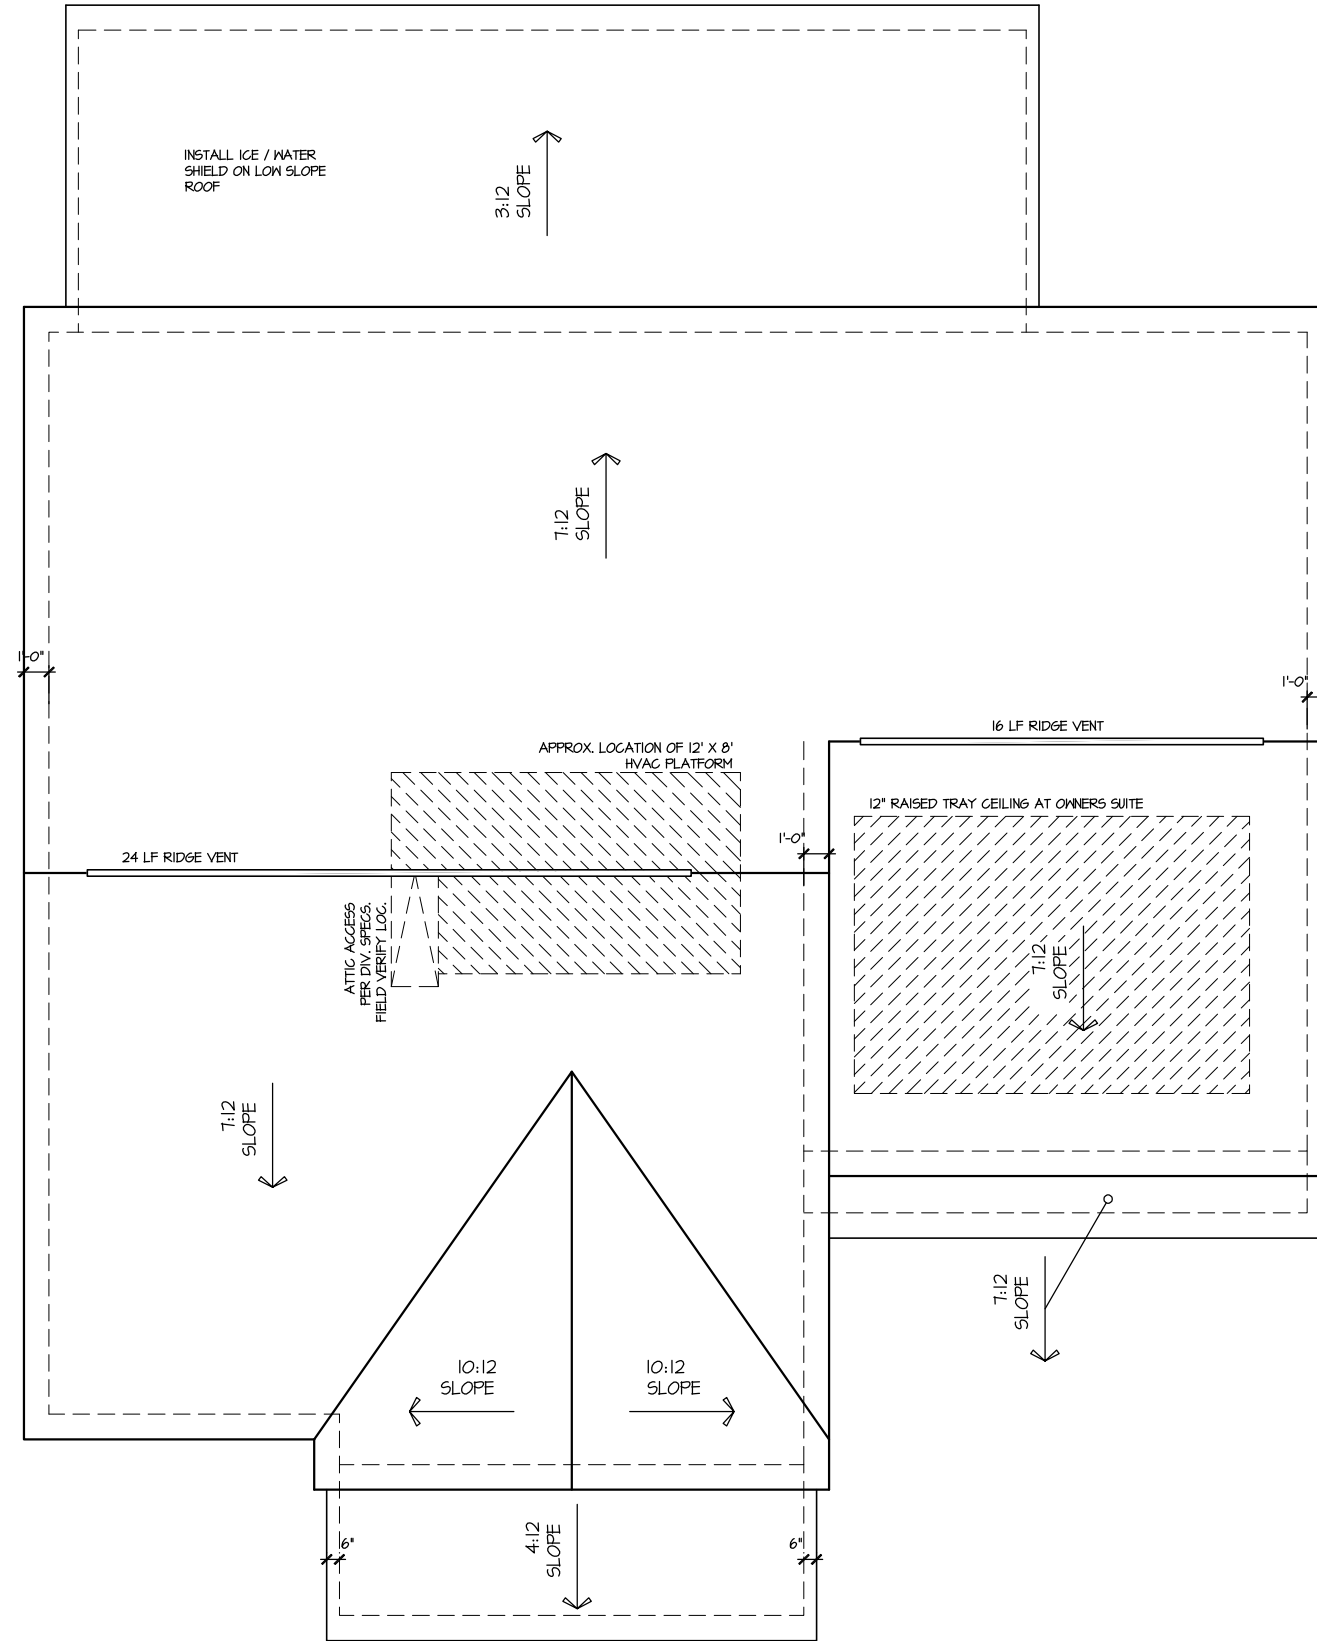 INSTALL ICE / WATER
SHIELD ON LOW SLOPE
ROOF
3:12
SLOPE
7:12
SLOPE
1'-0"
1'-0"
16 LF RIDGE VENT
APPROX. LOCATION OF 12' X 8'
HVAC PLATFORM
12" RAISED TRAY CEILING AT OWNERS SUITE
1'-0"
24 LF RIDGE VENT
ATTIC ACCESS
PER DIV. SPECS.
FIELD VERIFY LOC.
7:12
SLOPE
7:12
SLOPE
7:12
SLOPE
10:12
SLOPE
10:12
SLOPE
4:12
SLOPE
6"
6"